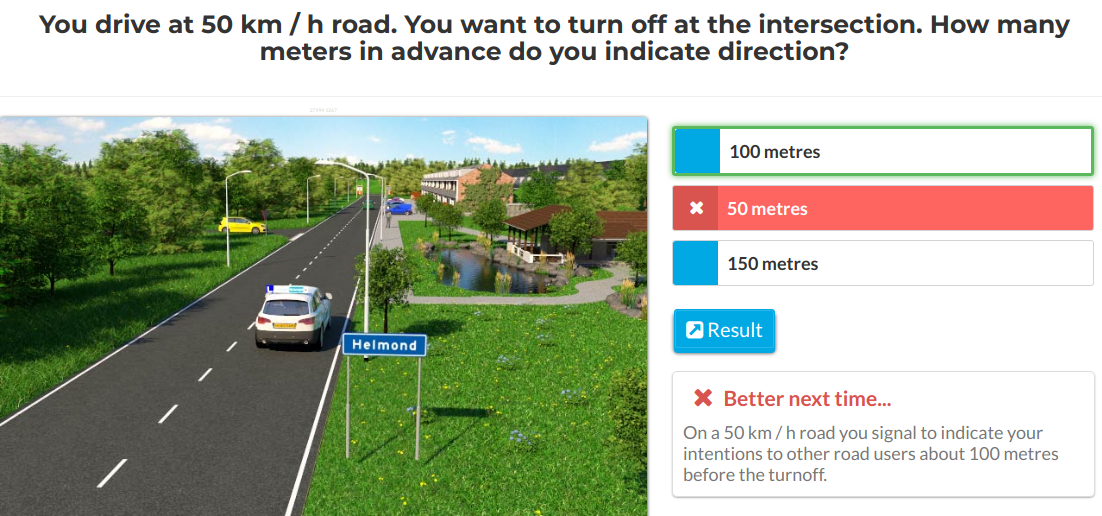 You drive at 50 km / h road. You want to turn off at the intersection. How many
meters in advance do you indicate direction?
100 metres
50 metres
150 metres
Result
Better next time...
On a 50 km / h road you signal to indicate your
intentions to other road users about 100 metres
before the turnoff.
L
Helmond